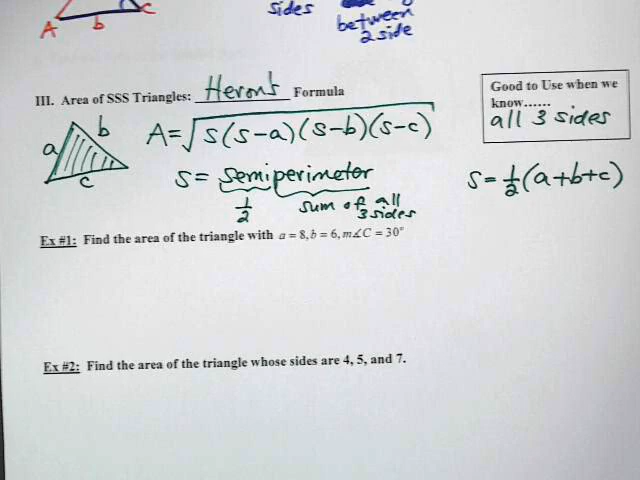 sides
between
2 side
A
b
C
III. Area of SSS Triangles: Heron's Formula
Good to Use when we
know......
all 3 sides
a
b
c
A=√s(s-a)(s-b)(s-c)
s= semiperimeter
1/2
sum of all
3 sides
s=½(a+b+c)
Ex #1: Find the area of the triangle with a = 8, b = 6, m∠C = 30°
Ex #2: Find the area of the triangle whose sides are 4, 5, and 7.